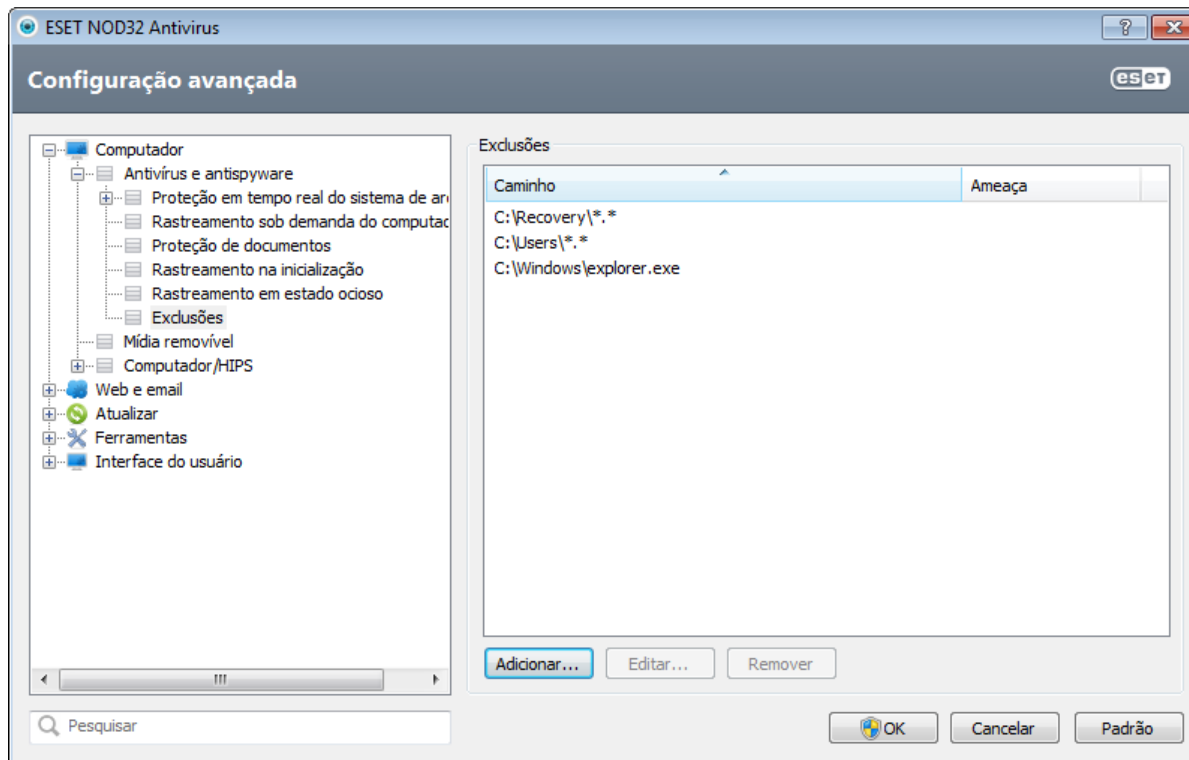 ESET NOD32 Antivirus
Configuração avançada
eset
Computador
Antivírus e antispyware
Proteção em tempo real do sistema de arq
Rastreamento sob demanda do computad
Proteção de documentos
Rastreamento na inicialização
Rastreamento em estado ocioso
Exclusões
Mídia removível
Computador/HIPS
Web e email
Atualizar
Ferramentas
Interface do usuário
Pesquisar
Exclusões
Caminho Ameaça
C:\Recovery\*.*
C:\Users\*.*
C:\Windows\explorer.exe
Adicionar... Editar... Remover
OK Cancelar Padrão